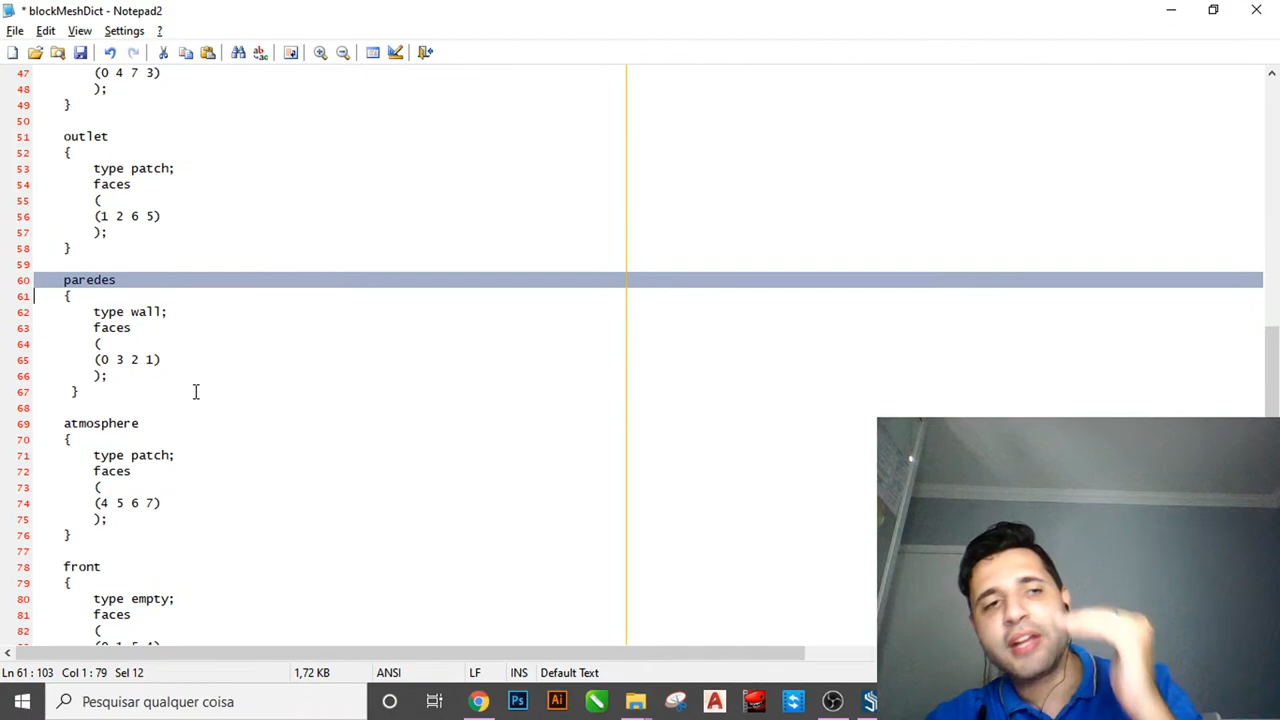 * blockMeshDict - Notepad2
File Edit View Settings ?
47 (0 4 7 3)
48 );
49 }
50
51 outlet
52 {
53 type patch;
54 faces
55 (
56 (1 2 6 5)
57 );
58 }
59
60 paredes
61 {
62 type wall;
63 faces
64 (
65 (0 3 2 1)
66 );
67 }
68
69 atmosphere
70 {
71 type patch;
72 faces
73 (
74 (4 5 6 7)
75 );
76 }
77
78 front
79 {
80 type empty;
81 faces
82 (
Ln 61 : 103 Col 1 : 79 Sel 12 1,72 KB ANSI LF INS Default Text
Pesquisar qualquer coisa Ps Ai A